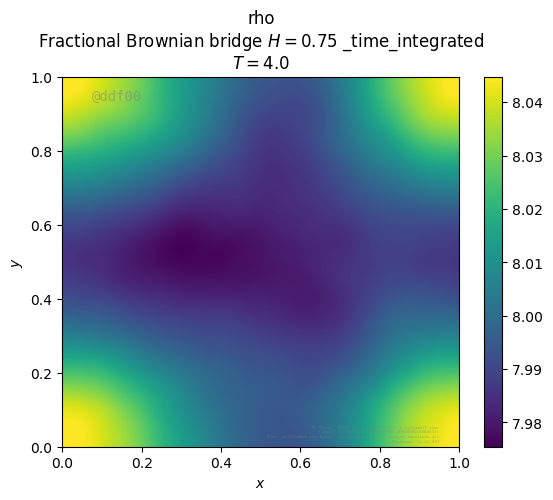 rho
Fractional Brownian bridge H = 0.75 _time_integrated
T = 4.0
@ddf00
1.0
0.8
0.6
0.4
0.2
0.0
y
0.0 0.2 0.4 0.6 0.8 1.0
x
8.04
8.03
8.02
8.01
8.00
7.99
7.98